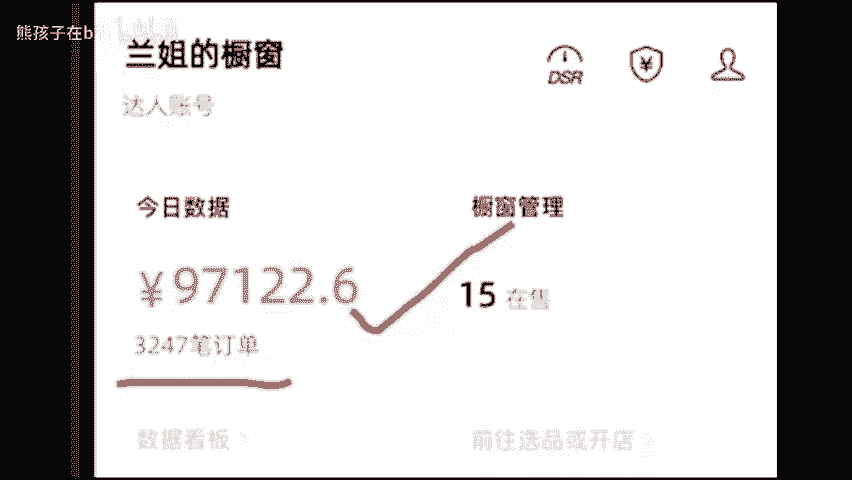 熊孩子在b
兰姐的橱窗
DSR
达人账号
今日数据
橱窗管理
¥97122.6
15 在售
3247笔订单
数据看板
前往选品或开店